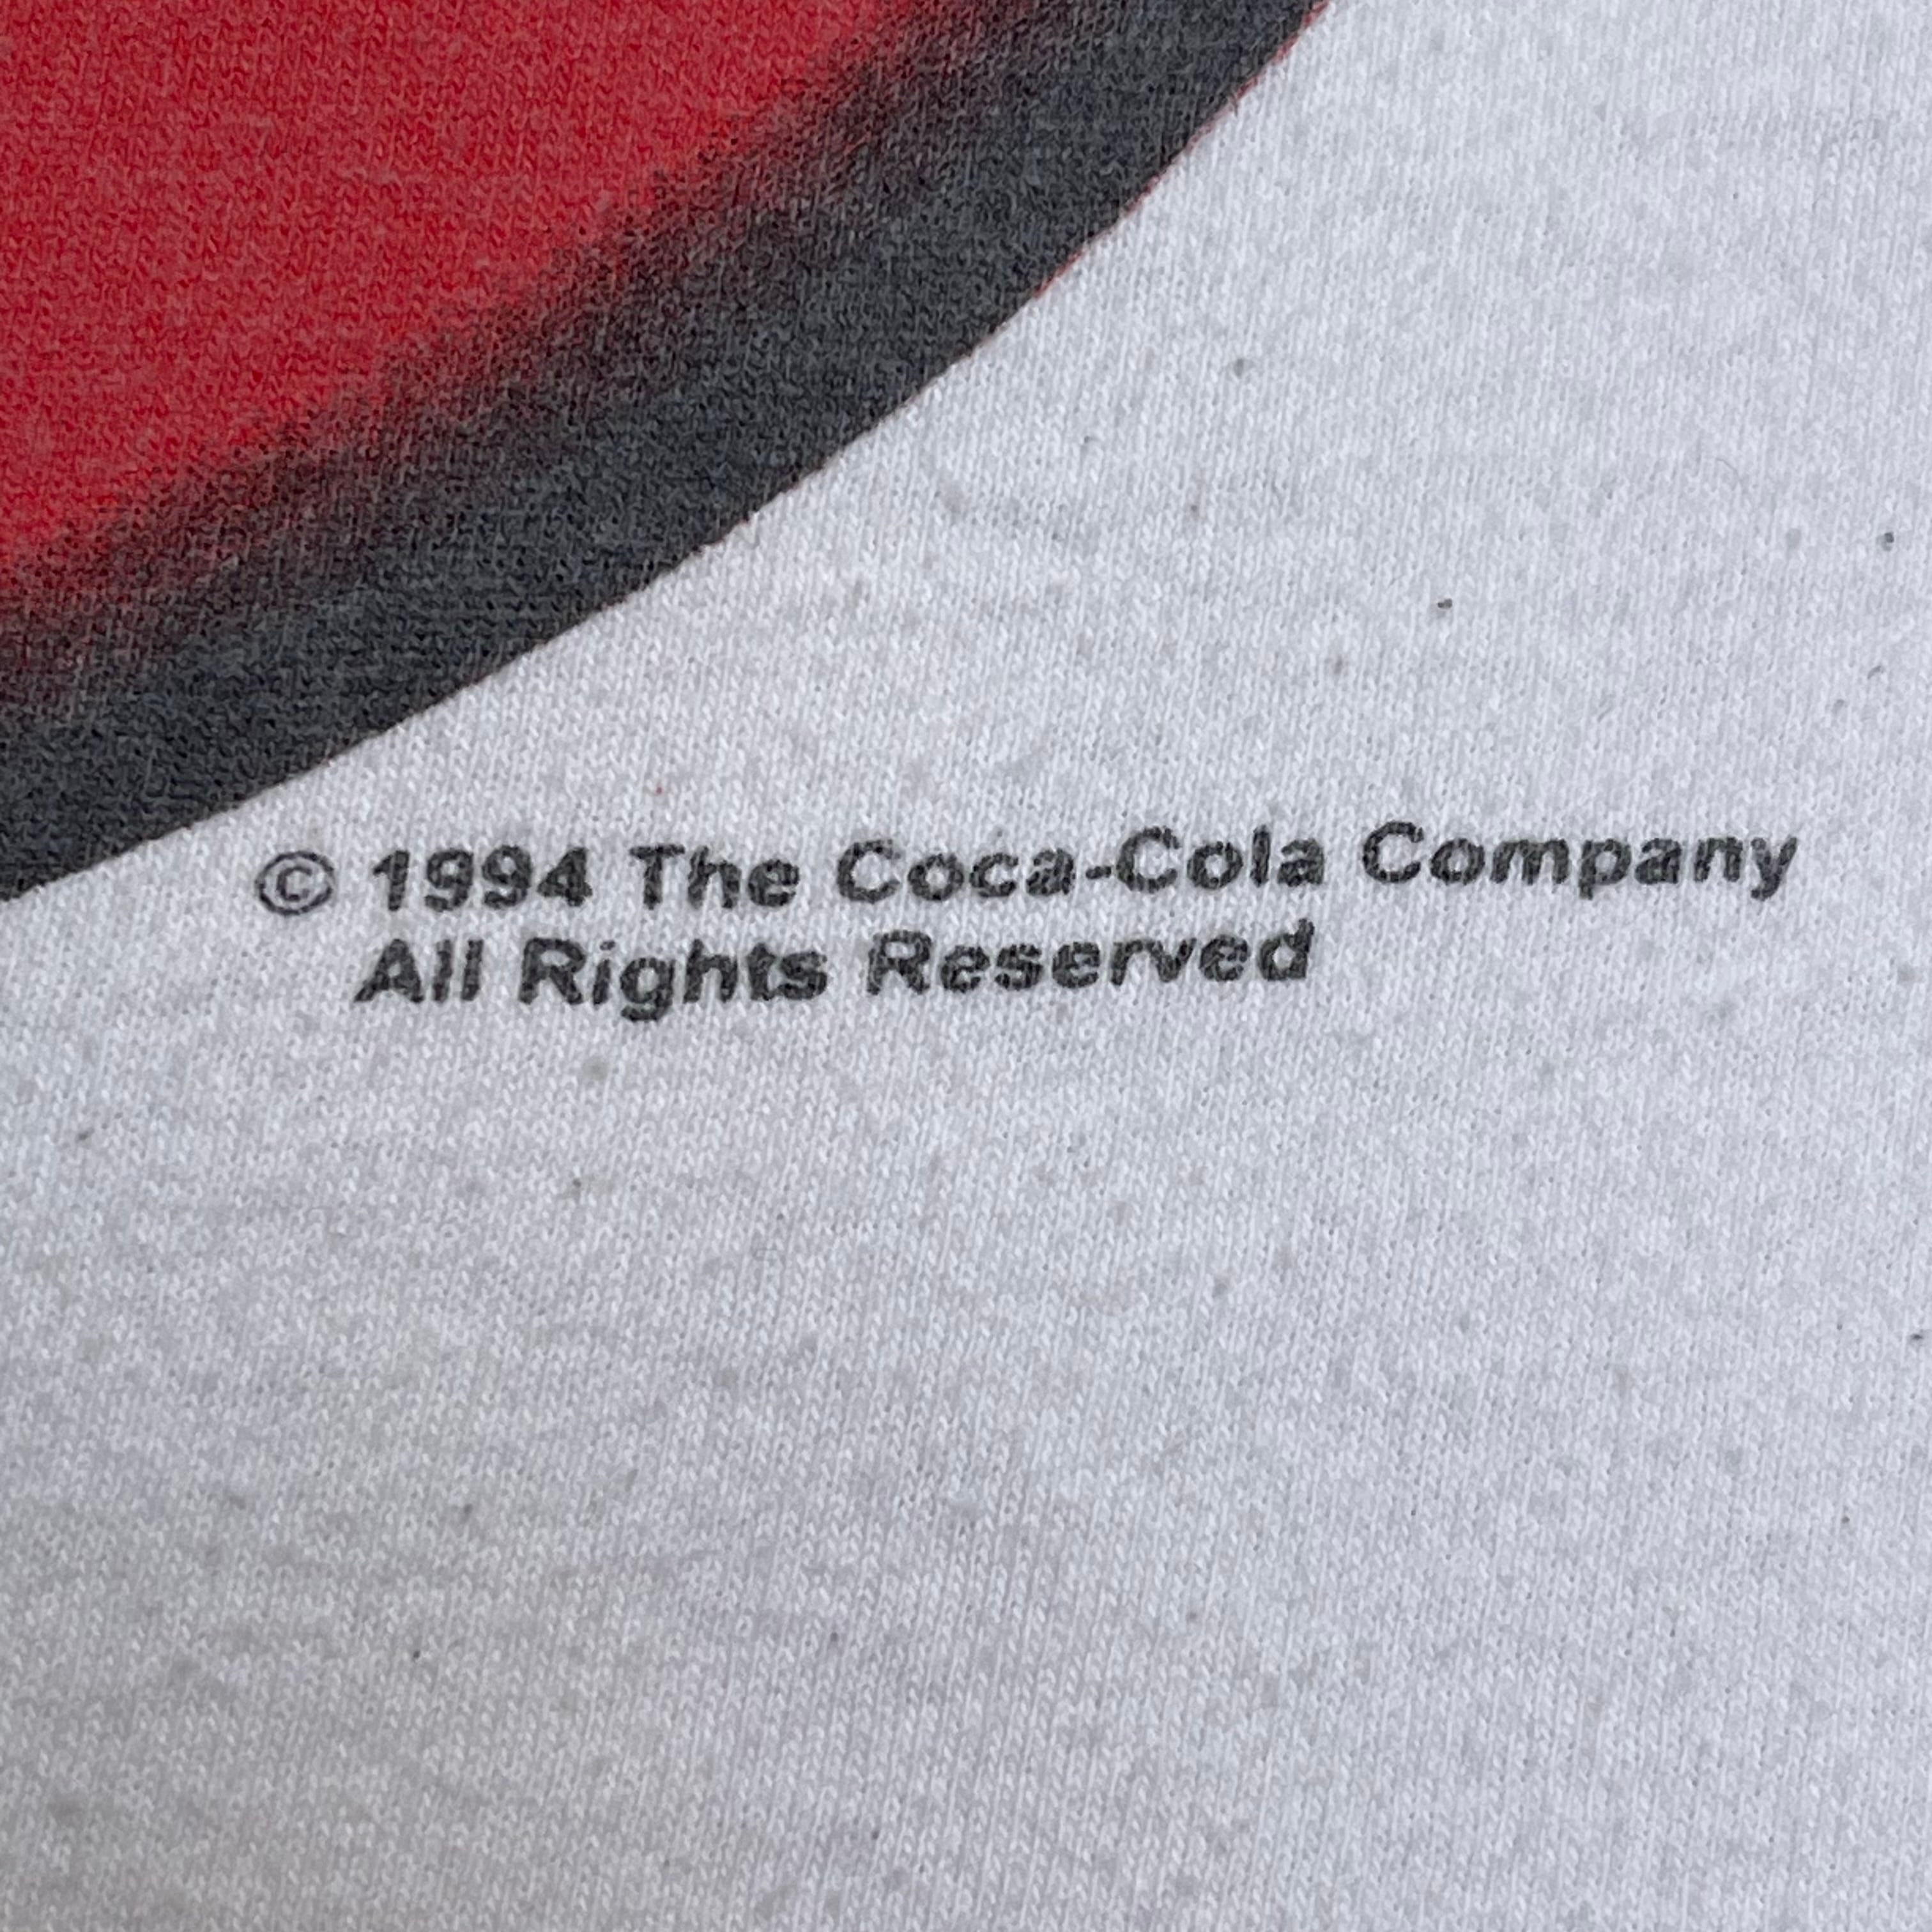 © 1994 The Coca-Cola Company
All Rights Reserved